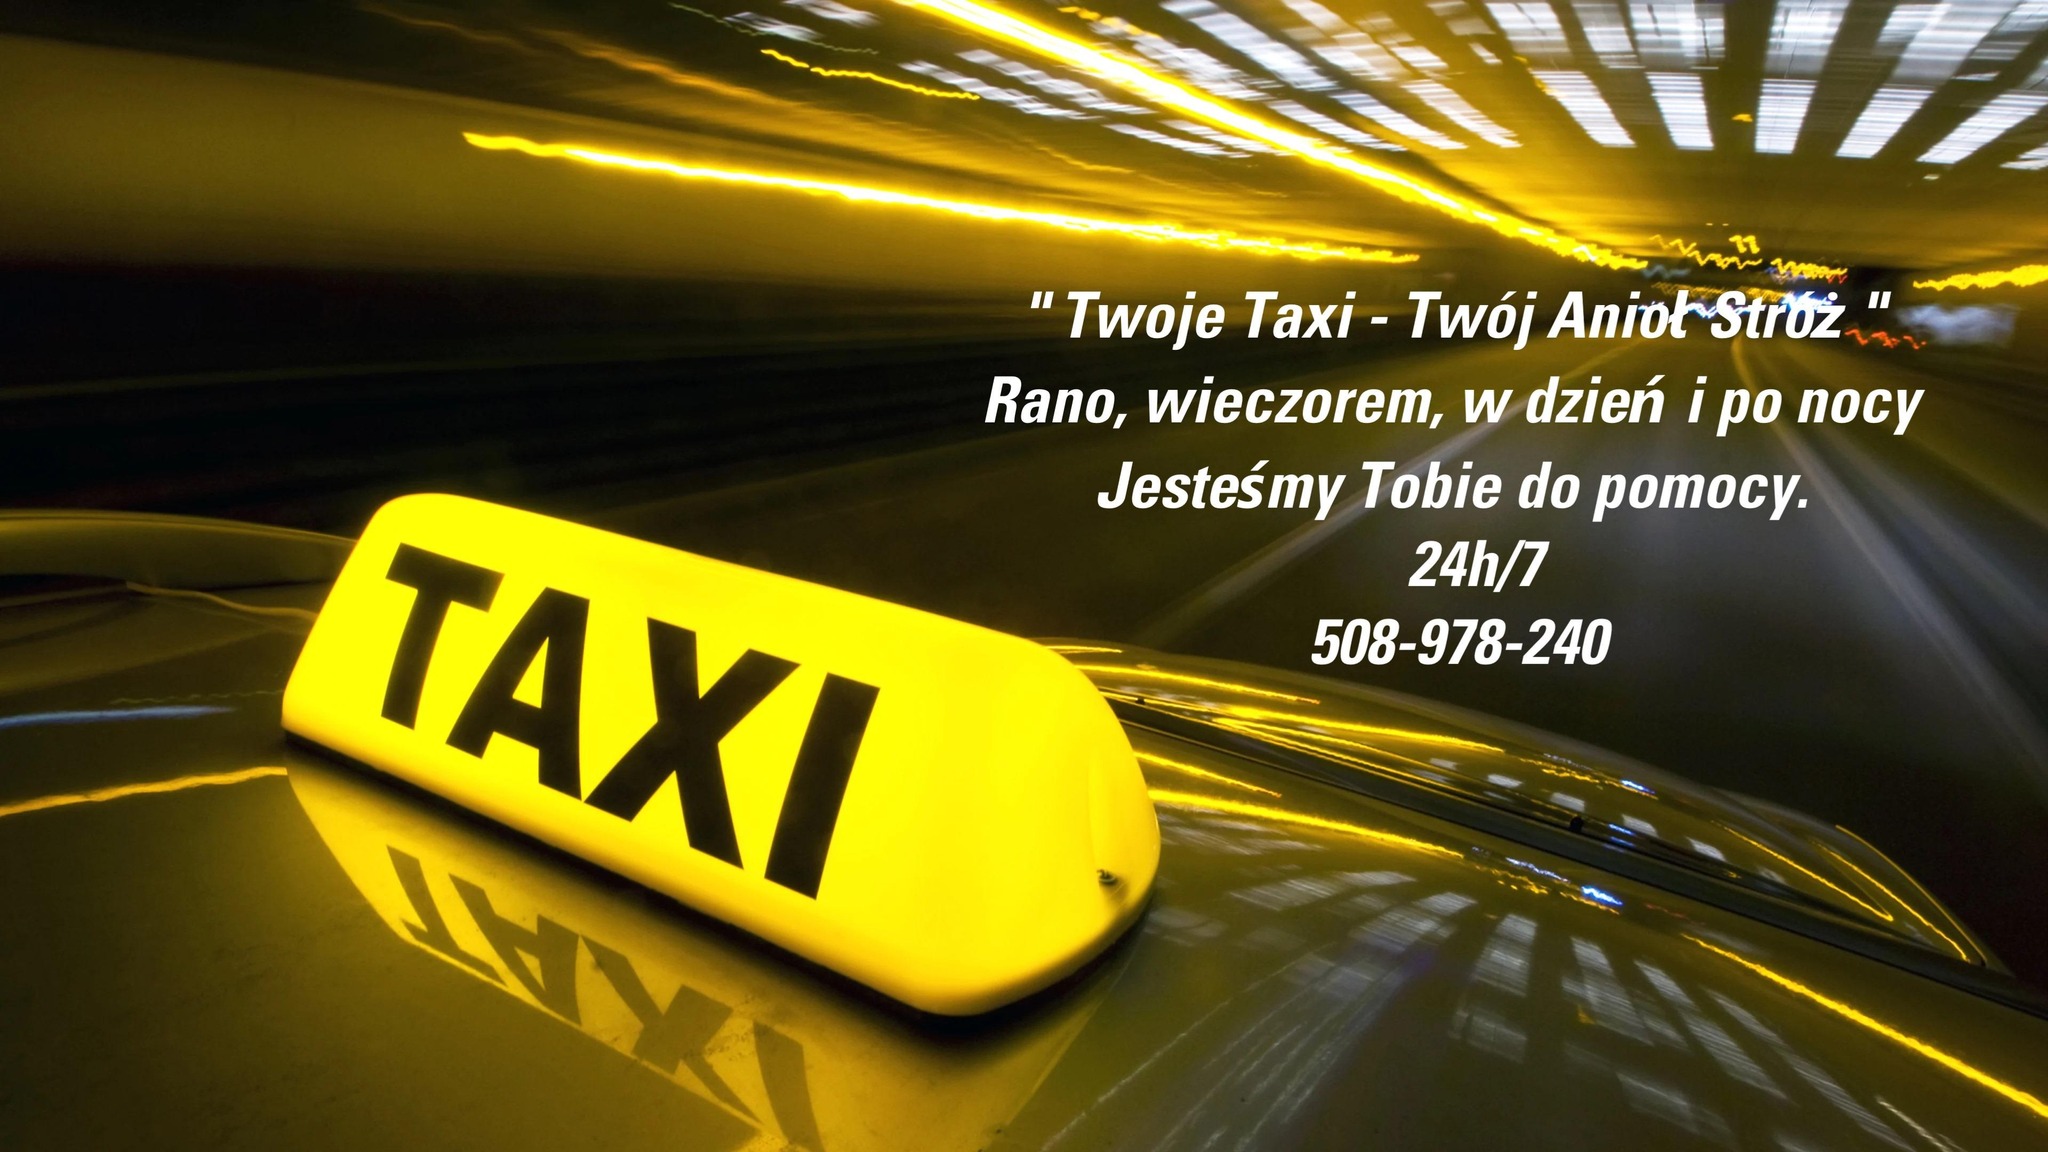 " Twoje Taxi - Twój Anioł Stróż "
Rano, wieczorem, w dzień i po nocy
Jesteśmy Tobie do pomocy.
24h/7
508-978-240
TAXI
TAXI